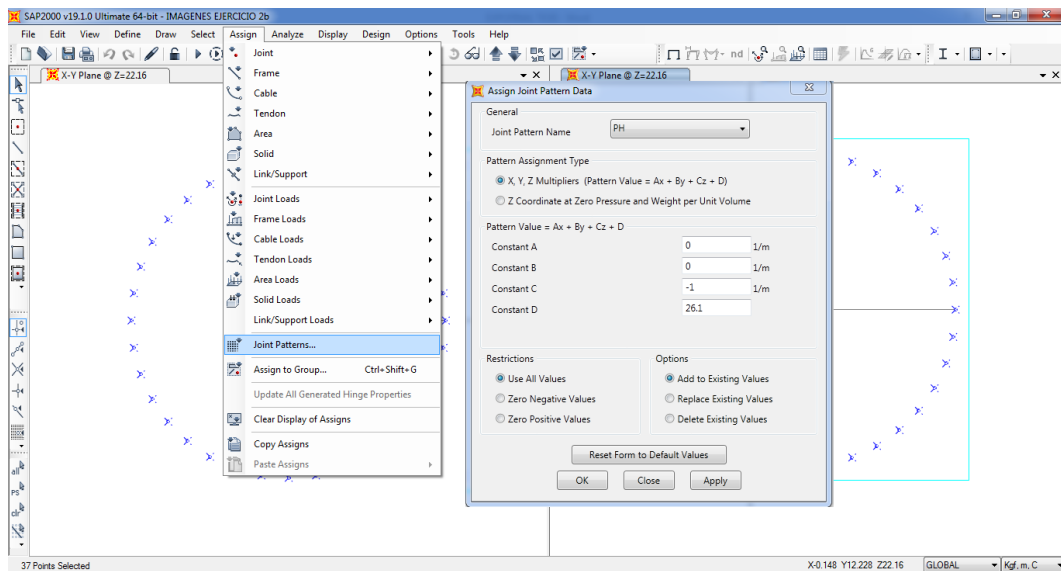 SAP2000 v19.1.0 Ultimate 64-bit - IMAGENES EJERCICIO 2b
File Edit View Define Draw Select Assign Analyze Display Design Options Tools Help
nd
X-Y Plane @ Z=22.16
X-Y Plane @ Z=22.16
Joint
Frame
Cable
Tendon
Area
Solid
Link/Support
Joint Loads
Frame Loads
Cable Loads
Tendon Loads
Area Loads
Solid Loads
Link/Support Loads
Joint Patterns...
Assign to Group... Ctrl+Shift+G
Update All Generated Hinge Properties
Clear Display of Assigns
Copy Assigns
Paste Assigns
Assign Joint Pattern Data
General
Joint Pattern Name PH
Pattern Assignment Type
X, Y, Z Multipliers (Pattern Value = Ax + By + Cz + D)
Z Coordinate at Zero Pressure and Weight per Unit Volume
Pattern Value = Ax + By + Cz + D
Constant A 0 1/m
Constant B 0 1/m
Constant C -1 1/m
Constant D 26.1
Restrictions
Use All Values
Zero Negative Values
Zero Positive Values
Options
Add to Existing Values
Replace Existing Values
Delete Existing Values
Reset Form to Default Values
OK Close Apply
all
PS
clr
37 Points Selected
X-0.148 Y12.228 Z22.16
GLOBAL
Kgf, m, C